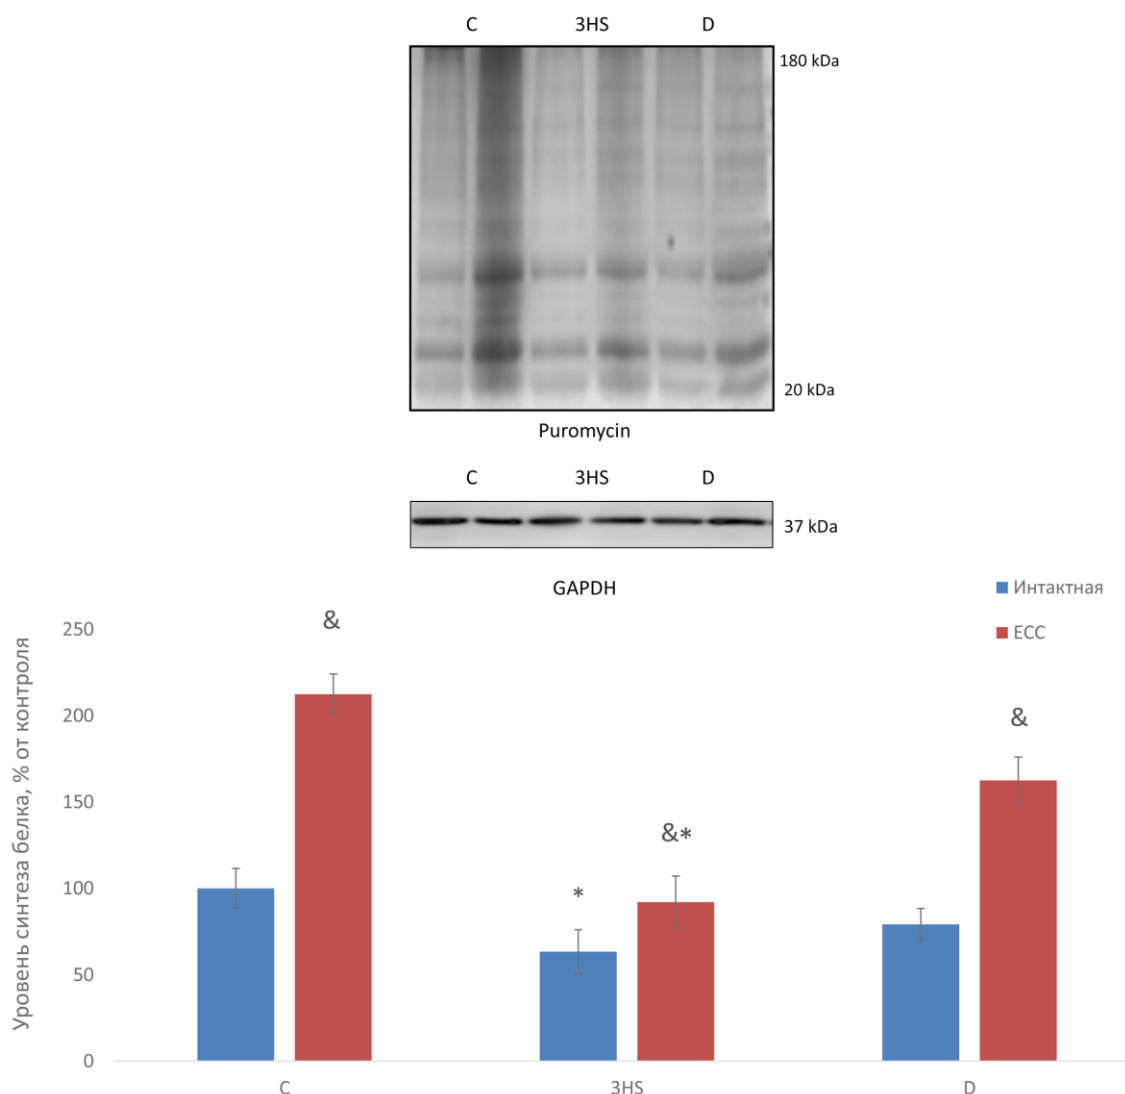 C 3HS D
180 kDa
20 kDa
Puromycin
C 3HS D
37 kDa
GAPDH
Интактная
ECC
Уровень синтеза белка, % от контроля
250
200
150
100
50
0
&
*
&*
&
C 3HS D